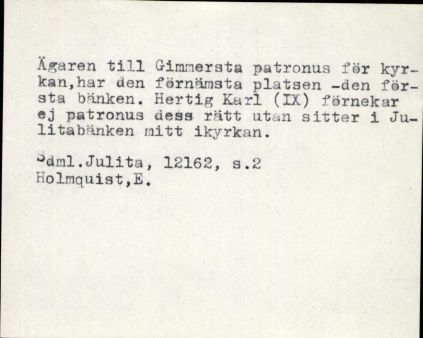 Ägaren till Gimmersta patronus för kyr-
kan,har den förnämsta platsen -den för-
sta bänken. Hertig Karl (IX) förnekar
ej patronus dess rätt utan sitter i Ju-
litabänken mitt ikyrkan.
Sdml.Julita, 12162, s.2
Holmquist,E.